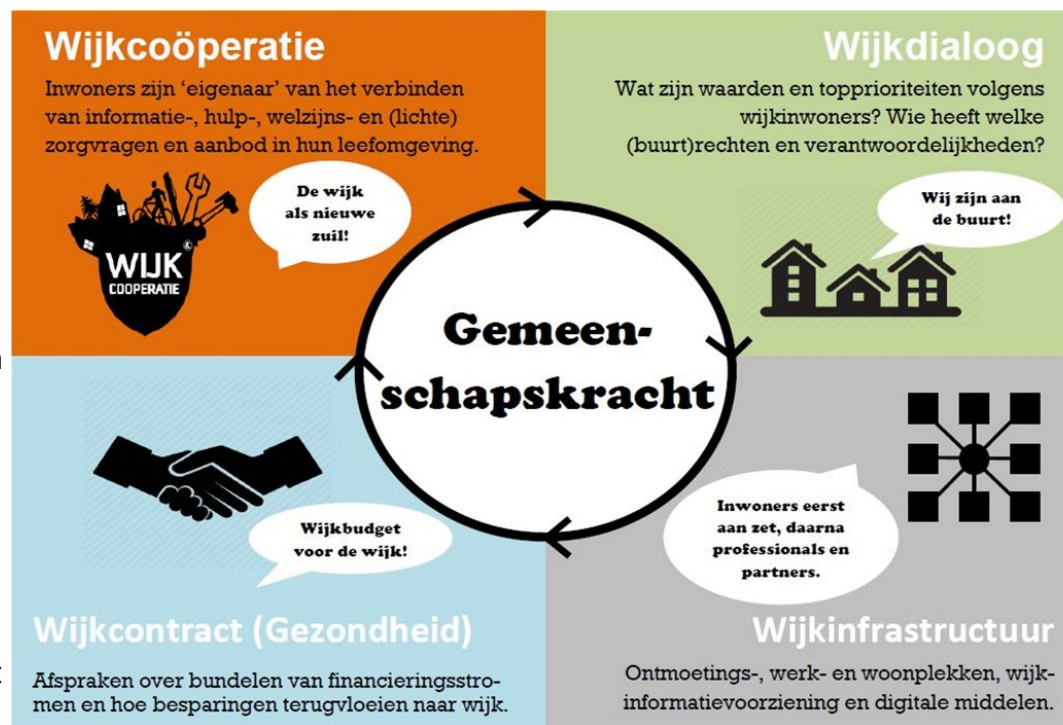 Wijkcoöperatie
Inwoners zijn ‘eigenaar’ van het verbinden
van informatie-, hulp-, welzijns- en (lichte)
zorgvragen en aanbod in hun leefomgeving.
De wijk
als nieuwe
zuil!
WIJK
COOPERATIE
Wijkdialoog
Wat zijn waarden en topprioriteiten volgens
wijkinwoners? Wie heeft welke
(buurt)rechten en verantwoordelijkheden?
Wij zijn aan
de buurt!
Gemeen-
schapskracht
Wijkbudget
voor de wijk!
Wijkcontract (Gezondheid)
Afspraken over bundelen van financieringsstro-
men en hoe besparingen terugvloeien naar wijk.
Inwoners eerst
aan zet, daarna
professionals en
partners.
Wijkinfrastructuur
Ontmoetings-, werk- en woonplekken, wijk-
informatievoorziening en digitale middelen.